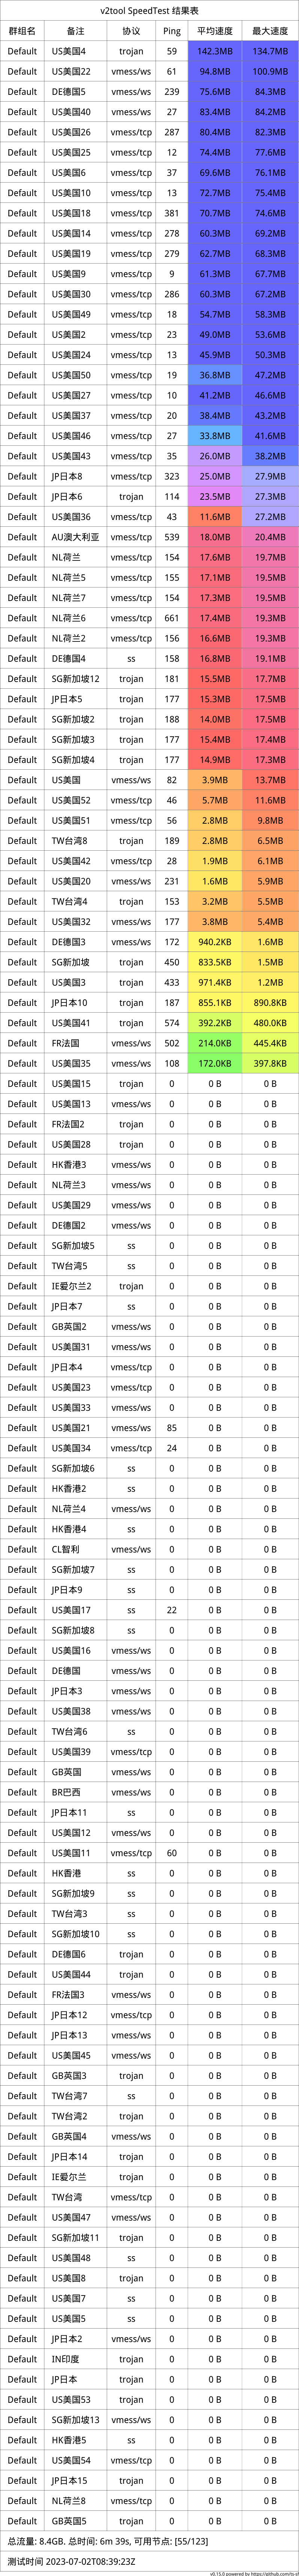 v2tool SpeedTest 结果表
群组名 备注 协议 Ping 平均速度 最大速度
Default US美国4 trojan 59 142.3MB 134.7MB
Default US美国22 vmess/ws 61 94.8MB 100.9MB
Default DE德国5 vmess/ws 239 75.6MB 84.3MB
Default US美国40 vmess/ws 27 83.4MB 84.2MB
Default US美国26 vmess/tcp 287 80.4MB 82.3MB
Default US美国25 vmess/tcp 12 74.4MB 77.6MB
Default US美国6 vmess/tcp 37 69.6MB 76.1MB
Default US美国10 vmess/tcp 13 72.7MB 75.4MB
Default US美国18 vmess/tcp 381 70.7MB 74.6MB
Default US美国14 vmess/tcp 278 60.3MB 69.2MB
Default US美国19 vmess/tcp 279 62.7MB 68.3MB
Default US美国9 vmess/tcp 9 61.3MB 67.7MB
Default US美国30 vmess/tcp 286 60.3MB 67.2MB
Default US美国49 vmess/tcp 18 54.7MB 58.3MB
Default US美国2 vmess/tcp 23 49.0MB 53.6MB
Default US美国24 vmess/tcp 13 45.9MB 50.3MB
Default US美国50 vmess/tcp 19 36.8MB 47.2MB
Default US美国27 vmess/tcp 10 41.2MB 46.6MB
Default US美国37 vmess/tcp 20 38.4MB 43.2MB
Default US美国46 vmess/tcp 27 33.8MB 41.6MB
Default US美国43 vmess/tcp 35 26.0MB 38.2MB
Default JP日本8 vmess/tcp 323 25.0MB 27.9MB
Default JP日本6 trojan 114 23.5MB 27.3MB
Default US美国36 vmess/tcp 43 11.6MB 27.2MB
Default AU澳大利亚 vmess/tcp 539 18.0MB 20.4MB
Default NL荷兰 vmess/tcp 154 17.6MB 19.7MB
Default NL荷兰5 vmess/tcp 155 17.1MB 19.5MB
Default NL荷兰7 vmess/tcp 154 17.3MB 19.5MB
Default NL荷兰6 vmess/tcp 661 17.4MB 19.3MB
Default NL荷兰2 vmess/tcp 156 16.6MB 19.3MB
Default DE德国4 ss 158 16.8MB 19.1MB
Default SG新加坡12 trojan 181 15.5MB 17.7MB
Default JP日本5 trojan 177 15.3MB 17.5MB
Default SG新加坡2 trojan 188 14.0MB 17.5MB
Default SG新加坡3 trojan 177 15.4MB 17.4MB
Default SG新加坡4 trojan 177 14.9MB 17.3MB
Default US美国 vmess/ws 82 3.9MB 13.7MB
Default US美国52 vmess/tcp 46 5.7MB 11.6MB
Default US美国51 vmess/tcp 56 2.8MB 9.8MB
Default TW台湾8 trojan 189 2.8MB 6.5MB
Default US美国42 vmess/tcp 28 1.9MB 6.1MB
Default US美国20 vmess/ws 231 1.6MB 5.9MB
Default TW台湾4 trojan 153 3.2MB 5.5MB
Default US美国32 vmess/ws 177 3.8MB 5.4MB
Default DE德国3 vmess/ws 172 940.2KB 1.6MB
Default SG新加坡 trojan 450 833.5KB 1.5MB
Default US美国3 trojan 433 971.4KB 1.2MB
Default JP日本10 trojan 187 855.1KB 890.8KB
Default US美国41 trojan 574 392.2KB 480.0KB
Default FR法国 vmess/ws 502 214.0KB 445.4KB
Default US美国35 vmess/ws 108 172.0KB 397.8KB
Default US美国15 trojan 0 0 B 0 B
Default US美国13 vmess/ws 0 0 B 0 B
Default FR法国2 trojan 0 0 B 0 B
Default US美国28 trojan 0 0 B 0 B
Default HK香港3 vmess/ws 0 0 B 0 B
Default NL荷兰3 vmess/ws 0 0 B 0 B
Default US美国29 vmess/ws 0 0 B 0 B
Default DE德国2 vmess/ws 0 0 B 0 B
Default SG新加坡5 ss 0 0 B 0 B
Default TW台湾5 ss 0 0 B 0 B
Default IE爱尔兰2 trojan 0 0 B 0 B
Default JP日本7 ss 0 0 B 0 B
Default GB英国2 vmess/ws 0 0 B 0 B
Default US美国31 vmess/ws 0 0 B 0 B
Default JP日本4 vmess/tcp 0 0 B 0 B
Default US美国23 vmess/tcp 0 0 B 0 B
Default US美国33 vmess/ws 0 0 B 0 B
Default US美国21 vmess/ws 85 0 B 0 B
Default US美国34 vmess/tcp 24 0 B 0 B
Default SG新加坡6 ss 0 0 B 0 B
Default HK香港2 ss 0 0 B 0 B
Default NL荷兰4 vmess/ws 0 0 B 0 B
Default HK香港4 ss 0 0 B 0 B
Default CL智利 vmess/ws 0 0 B 0 B
Default SG新加坡7 ss 0 0 B 0 B
Default JP日本9 ss 0 0 B 0 B
Default US美国17 ss 22 0 B 0 B
Default SG新加坡8 ss 0 0 B 0 B
Default US美国16 vmess/ws 0 0 B 0 B
Default DE德国 vmess/ws 0 0 B 0 B
Default JP日本3 vmess/ws 0 0 B 0 B
Default US美国38 vmess/ws 0 0 B 0 B
Default TW台湾6 ss 0 0 B 0 B
Default US美国39 vmess/tcp 0 0 B 0 B
Default GB英国 vmess/ws 0 0 B 0 B
Default BR巴西 vmess/ws 0 0 B 0 B
Default JP日本11 ss 0 0 B 0 B
Default US美国12 vmess/ws 0 0 B 0 B
Default US美国11 vmess/tcp 60 0 B 0 B
Default HK香港 ss 0 0 B 0 B
Default SG新加坡9 ss 0 0 B 0 B
Default TW台湾3 ss 0 0 B 0 B
Default SG新加坡10 ss 0 0 B 0 B
Default DE德国6 trojan 0 0 B 0 B
Default US美国44 trojan 0 0 B 0 B
Default FR法国3 vmess/ws 0 0 B 0 B
Default JP日本12 vmess/tcp 0 0 B 0 B
Default JP日本13 vmess/ws 0 0 B 0 B
Default US美国45 vmess/ws 0 0 B 0 B
Default GB英国3 trojan 0 0 B 0 B
Default TW台湾7 ss 0 0 B 0 B
Default TW台湾2 trojan 0 0 B 0 B
Default GB英国4 vmess/ws 0 0 B 0 B
Default JP日本14 trojan 0 0 B 0 B
Default IE爱尔兰 trojan 0 0 B 0 B
Default TW台湾 vmess/tcp 0 0 B 0 B
Default US美国47 vmess/ws 0 0 B 0 B
Default SG新加坡11 trojan 0 0 B 0 B
Default US美国48 ss 0 0 B 0 B
Default US美国8 trojan 0 0 B 0 B
Default US美国7 ss 0 0 B 0 B
Default US美国5 ss 0 0 B 0 B
Default JP日本2 vmess/ws 0 0 B 0 B
Default IN印度 trojan 0 0 B 0 B
Default JP日本 trojan 0 0 B 0 B
Default US美国53 trojan 0 0 B 0 B
Default SG新加坡13 vmess/ws 0 0 B 0 B
Default HK香港5 ss 0 0 B 0 B
Default US美国54 vmess/tcp 0 0 B 0 B
Default JP日本15 trojan 0 0 B 0 B
Default NL荷兰8 vmess/tcp 0 0 B 0 B
Default GB英国5 trojan 0 0 B 0 B
总流量: 8.4GB. 总时间: 6m 39s, 可用节点: [55/123]
测试时间 2023-07-02T08:39:23Z